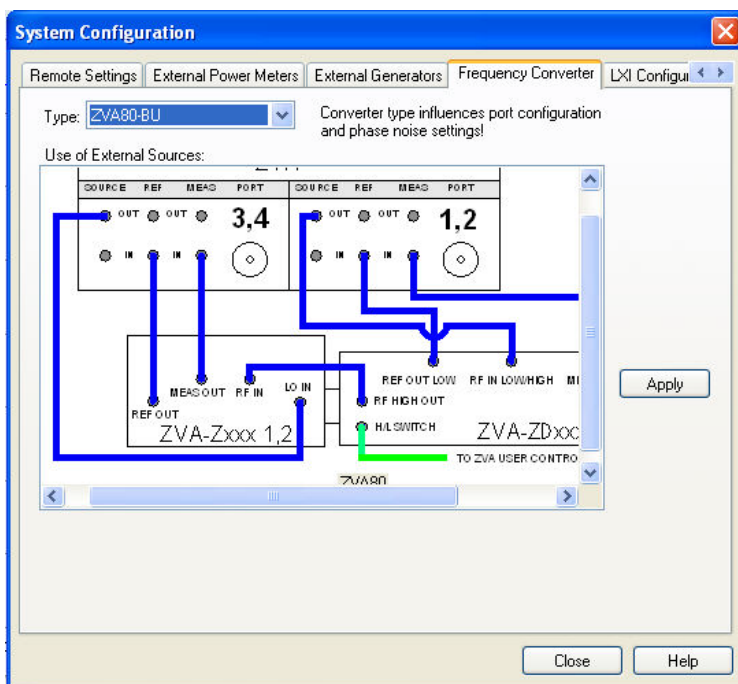 System Configuration
Remote Settings External Power Meters External Generators Frequency Converter LXI Configui
Type: ZVA80-BU
Converter type influences port configuration
and phase noise settings!
Use of External Sources:
SOURCE REF MEAS PORT SOURCE REF MEAS PORT
OUT OUT 3,4 OUT OUT 1,2
IN IN IN IN
REF OUT LOW RF IN LOW/HIGH
MEAS OUT RF IN LO IN
REF OUT
RF HIGH OUT
H/L SWITCH
ZVA-Zxxx 1,2
ZVA-ZDxxx
TO ZVA USER CONTRO
ZVA80
Apply
Close Help